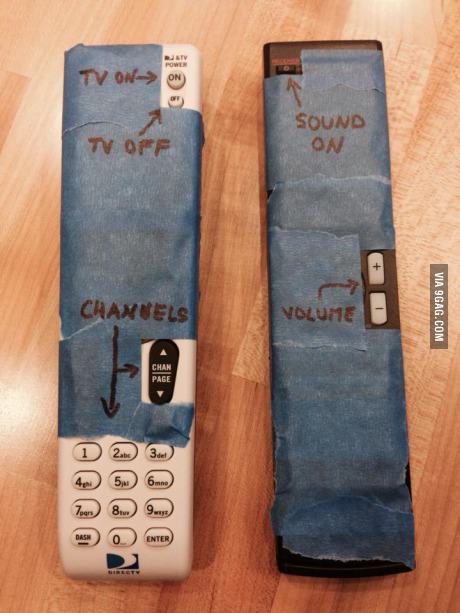 & TV
POWER
TV ON
ON
OFF
TV OFF
CHANNELS
CHAN
PAGE
1 2abc 3def
4ghi 5jkl 6mno
7pqrs 8tuv 9wxyz
DASH 0 ENTER
DIRECTV
RECEIVER
SOUND
ON
+
VOLUME
−
VIA 9GAG.COM